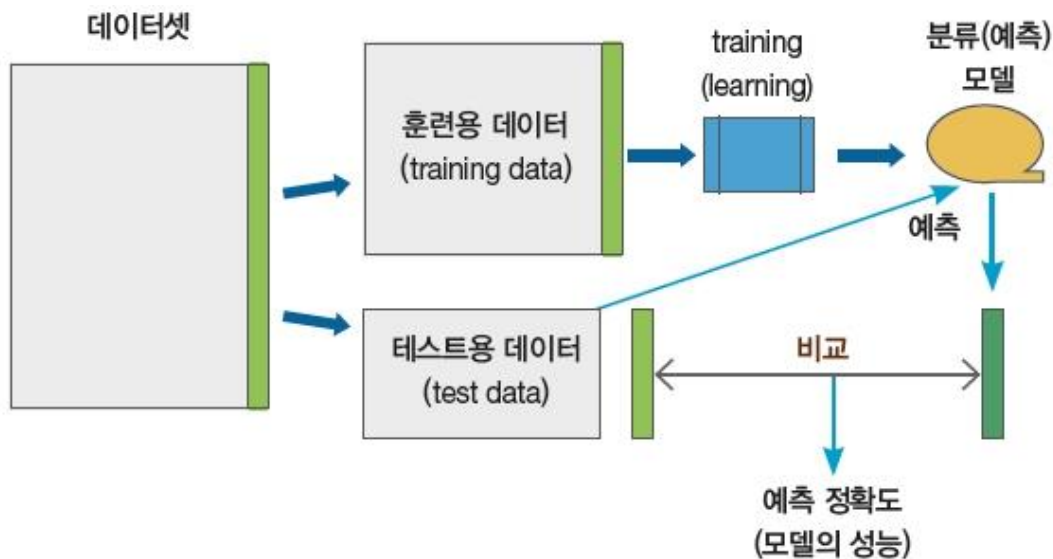 데이터셋
훈련용 데이터
(training data)
training
(learning)
분류(예측)
모델
예측
테스트용 데이터
(test data)
비교
예측 정확도
(모델의 성능)